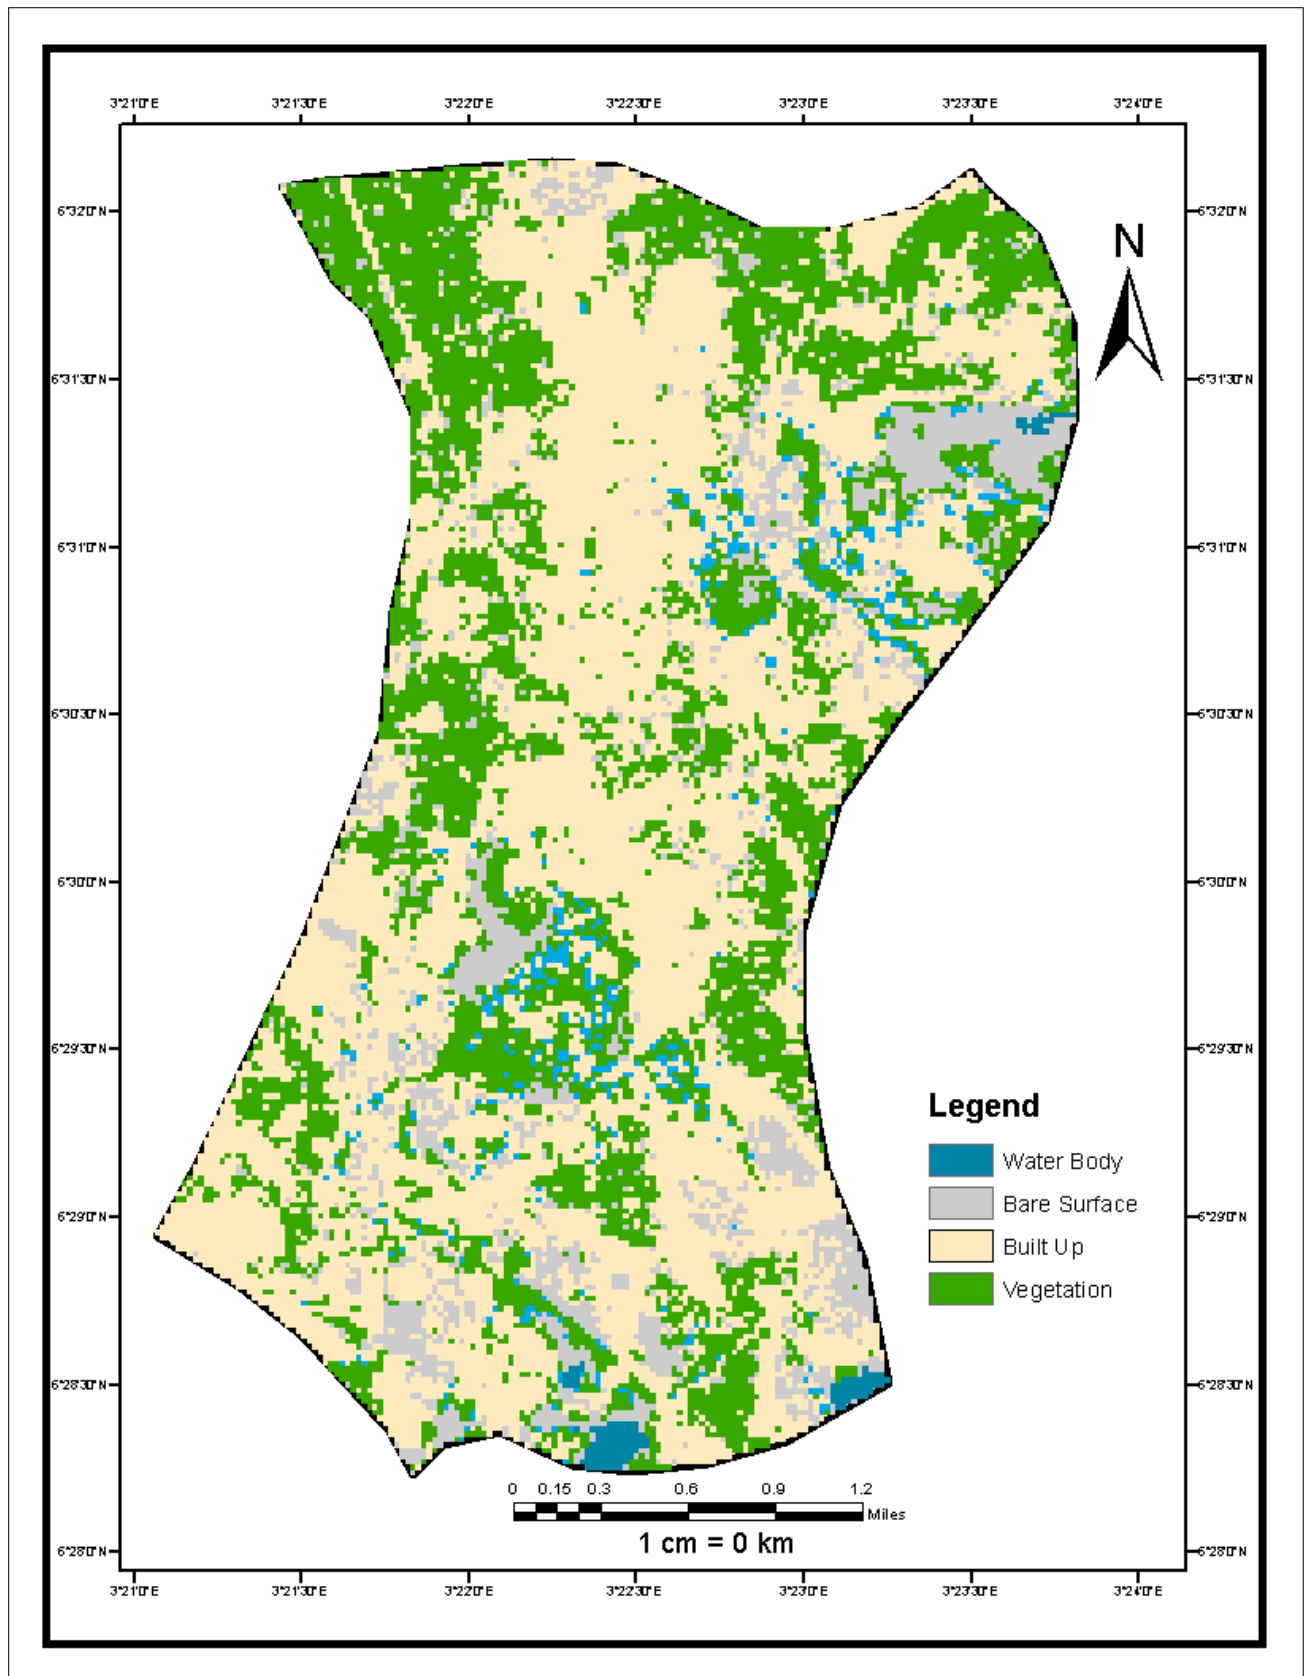 3°21'0"E 3°21'30"E 3°22'0"E 3°22'30"E 3°23'0"E 3°23'30"E 3°24'0"E
6°32'0"N 6°32'0"N
N
6°31'30"N 6°31'30"N
6°31'0"N 6°31'0"N
6°30'30"N 6°30'30"N
6°30'0"N 6°30'0"N
6°29'30"N 6°29'30"N
Legend
Water Body
Bare Surface
6°29'0"N 6°29'0"N
Built Up
Vegetation
6°28'30"N 6°28'30"N
0 0.15 0.3 0.6 0.9 1.2
Miles
1 cm = 0 km
6°28'0"N 6°28'0"N
3°21'0"E 3°21'30"E 3°22'0"E 3°22'30"E 3°23'0"E 3°23'30"E 3°24'0"E